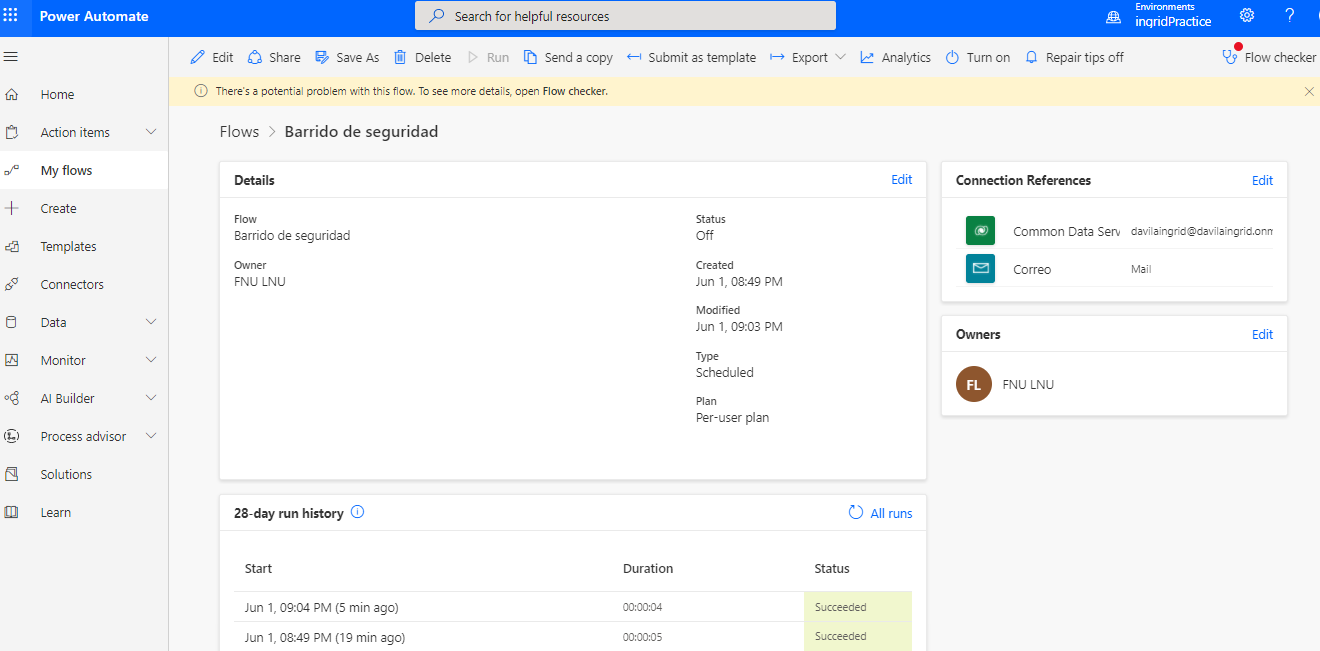 Power Automate
Search for helpful resources
Environments
ingridPractice
?
Edit Share Save As Delete Run Send a copy Submit as template Export Analytics Turn on Repair tips off Flow checker
There's a potential problem with this flow. To see more details, open Flow checker.
Home
Action items
My flows
Create
Templates
Connectors
Data
Monitor
AI Builder
Process advisor
Solutions
Learn
Flows > Barrido de seguridad
Details Edit
Flow
Barrido de seguridad
Owner
FNU LNU
Status
Off
Created
Jun 1, 08:49 PM
Modified
Jun 1, 09:03 PM
Type
Scheduled
Plan
Per-user plan
Connection References Edit
Common Data Serv davilaingrid@davilaingrid.onm
Correo Mail
Owners Edit
FL FNU LNU
28-day run history All runs
Start Duration Status
Jun 1, 09:04 PM (5 min ago) 00:00:04 Succeeded
Jun 1, 08:49 PM (19 min ago) 00:00:05 Succeeded